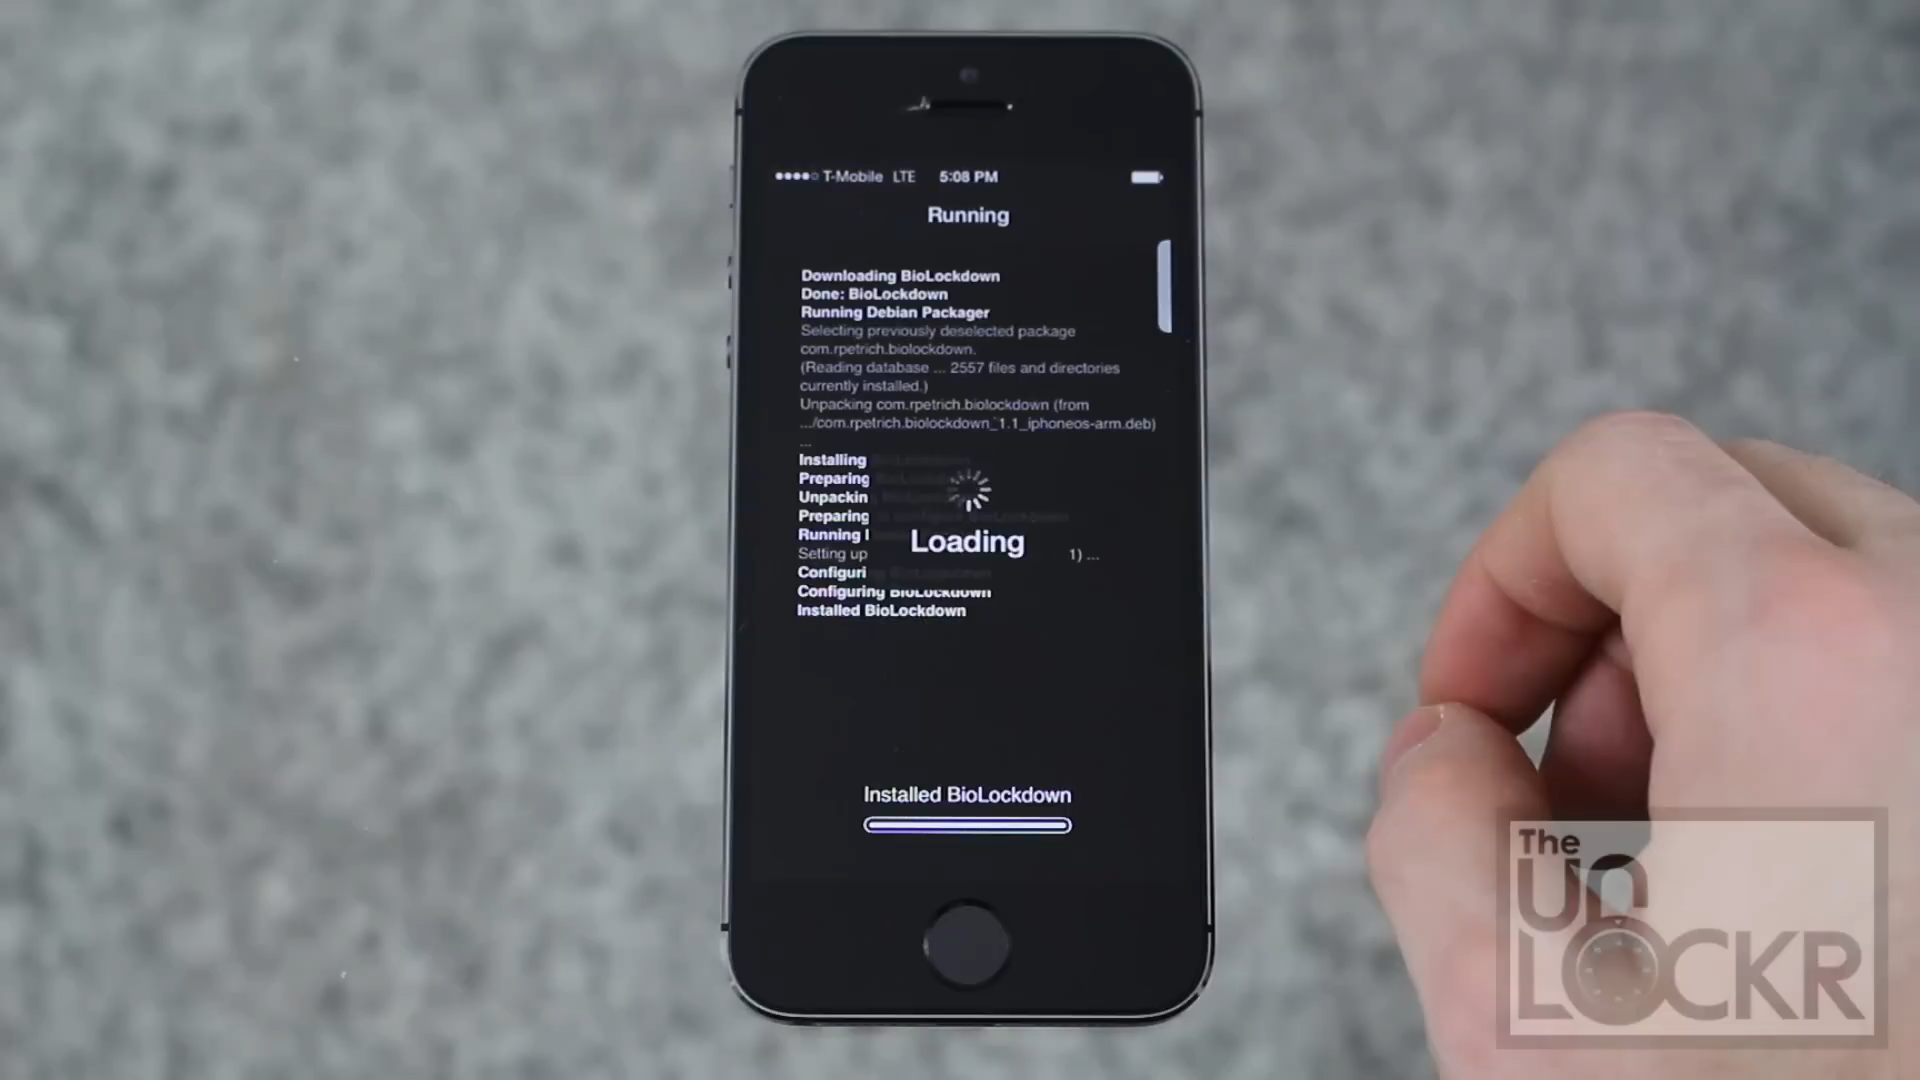 T-Mobile LTE 5:08 PM
Running
Downloading BioLockdown
Done: BioLockdown
Running Debian Packager
Selecting previously deselected package
com.rpetrich.biolockdown.
(Reading database ... 2557 files and directories
currently installed.)
Unpacking com.rpetrich.biolockdown (from
.../com.rpetrich.biolockdown_1.1_iphoneos-arm.deb)
...
Installing
Preparing
Unpackin
Preparing
Running
Setting up 1) ...
Configuri
Configuring BioLockdown
Installed BioLockdown
Loading
Installed BioLockdown
The
UnLOCKR